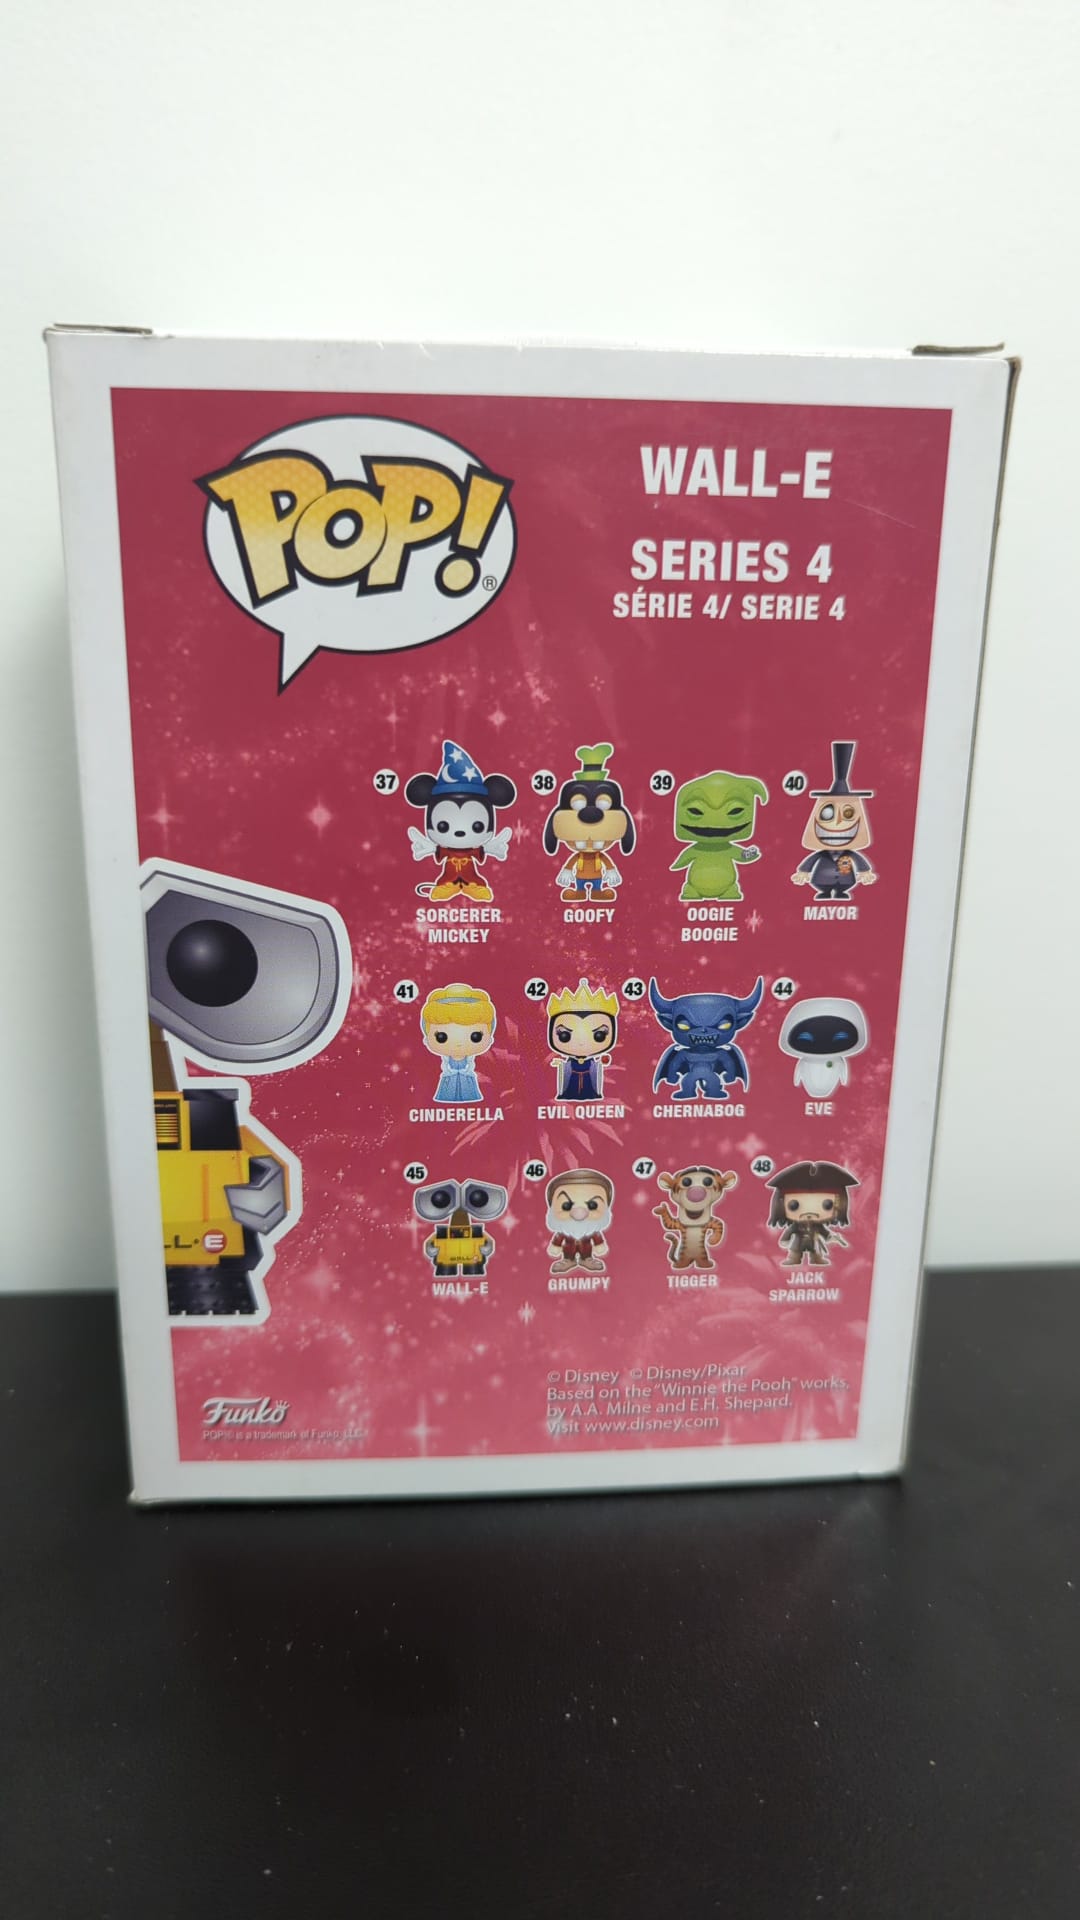 POP!®
WALL-E
SERIES 4
SÉRIE 4/ SERIE 4
37
38
39
40
SORCERER
MICKEY
GOOFY
OOGIE
BOOGIE
MAYOR
41
42
43
44
CINDERELLA
EVIL QUEEN
CHERNABOG
EVE
45
46
47
48
WALL-E
GRUMPY
TIGGER
JACK
SPARROW
L•E
© Disney © Disney/Pixar
Based on the "Winnie the Pooh" works,
by A.A. Milne and E.H. Shepard.
Visit www.disney.com
Funko
POP!® is a trademark of Funko, LLC